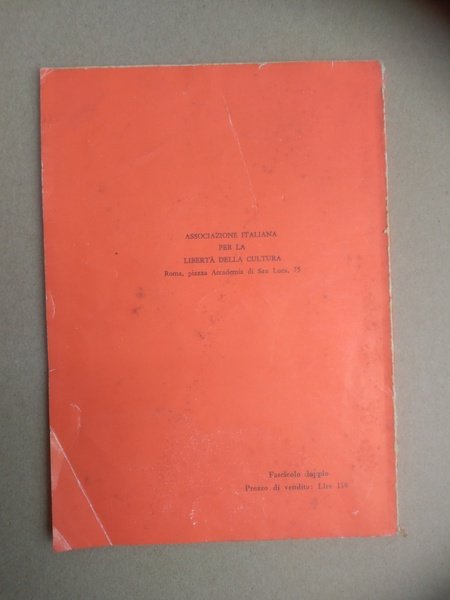 ASSOCIAZIONE ITALIANA
PER LA
LIBERTÀ DELLA CULTURA
Roma, piazza Accademia di San Luca, 75
Fascicolo doppio
Prezzo di vendita: Lire 150